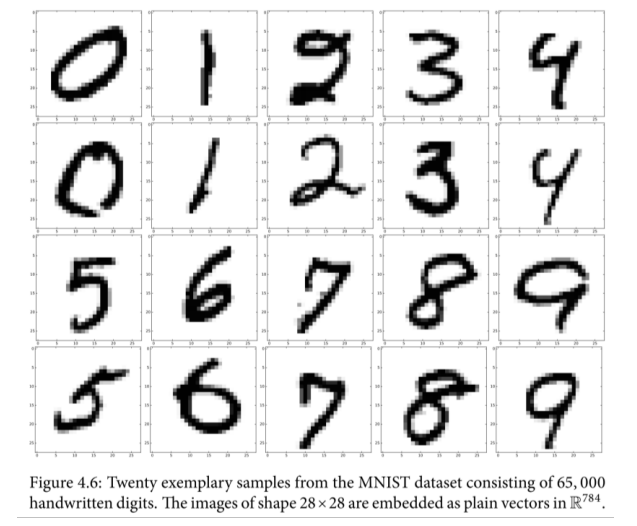 0 1 2 3 4
0 1 2 3 4
5 6 7 8 9
5 6 7 8 9
Figure 4.6: Twenty exemplary samples from the MNIST dataset consisting of 65, 000
handwritten digits. The images of shape 28 × 28 are embedded as plain vectors in ℝ⁷⁸⁴.